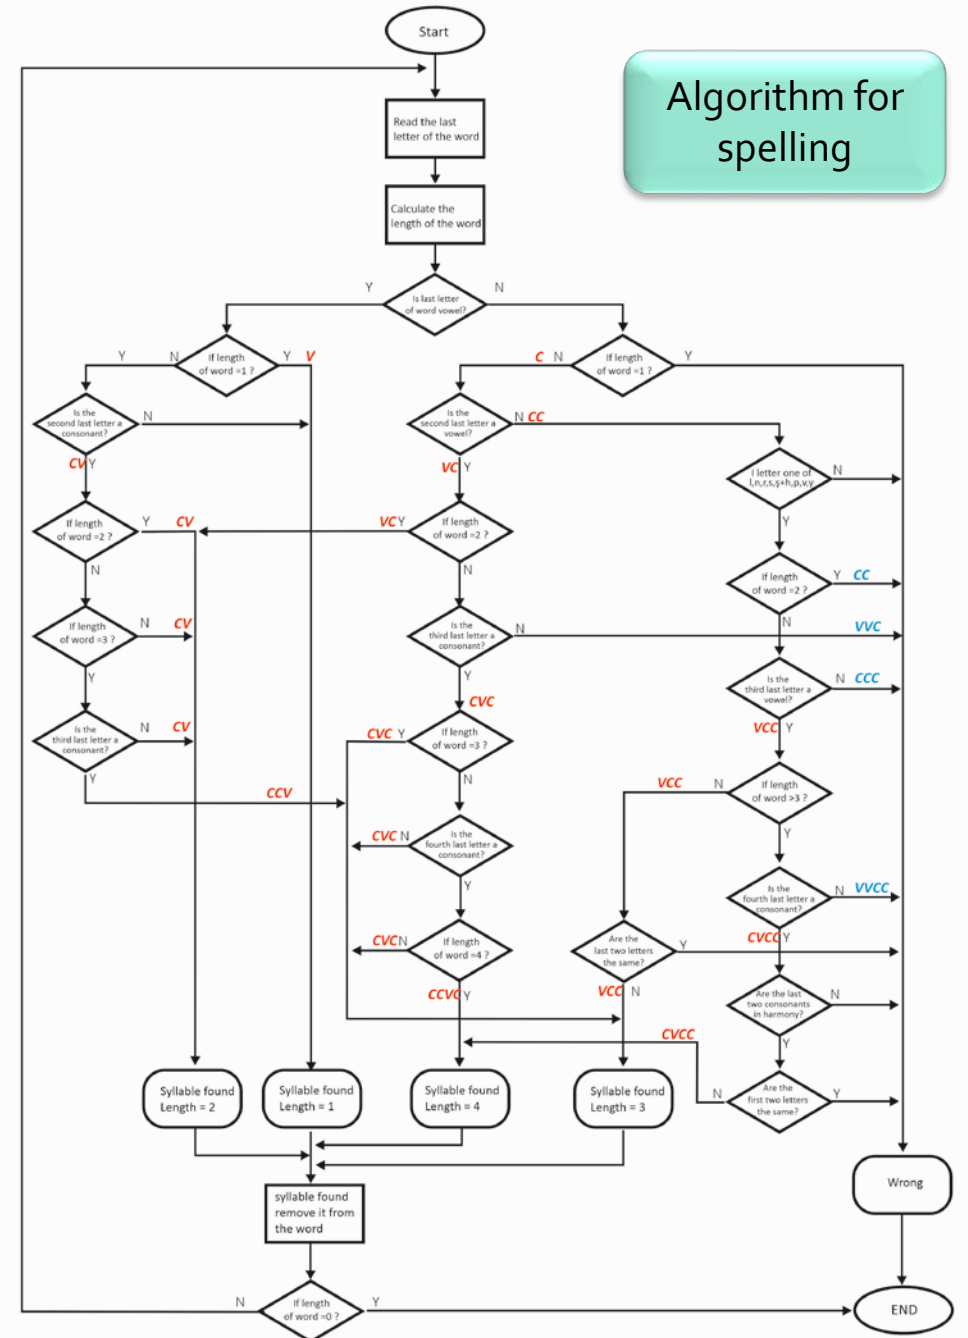 Start
Algorithm for
spelling
Read the last
letter of the word
Calculate the
length of the word
Y
N
Is last letter
of word vowel?
Y
N
If length
of word =1 ?
Y
V
C
N
If length
of word =1 ?
Y
Is the
second last letter a
consonant?
N
Is the
second last letter a
vowel?
N
CC
CV
Y
VC
Y
I letter one of
l,n,r,s,ş+h,p,v,y
N
Y
If length
of word =2 ?
Y
CV
VC
Y
If length
of word =2 ?
N
N
If length
of word =2 ?
Y
CC
N
If length
of word =3 ?
N
CV
Is the
third last letter a
consonant?
N
VVC
Y
Y
CVC
Is the
third last letter a
vowel?
N
CCC
VCC
Y
Is the
third last letter a
consonant?
N
CV
CVC
Y
If length
of word =3 ?
N
Y
CCV
VCC
N
If length
of word >3 ?
Y
CVC
N
Is the
fourth last letter a
consonant?
Y
Is the
fourth last letter a
consonant?
N
VVCC
CVCC
Y
CVC
N
If length
of word =4 ?
CCVC
Y
Are the
last two letters
the same?
Y
VCC
N
Are the last
two consonants
in harmony?
N
Y
CVCC
N
Are the
first two letters
the same?
Y
Syllable found
Length = 2
Syllable found
Length = 1
Syllable found
Length = 4
Syllable found
Length = 3
syllable found
remove it from
the word
Wrong
N
If length
of word =0 ?
Y
END